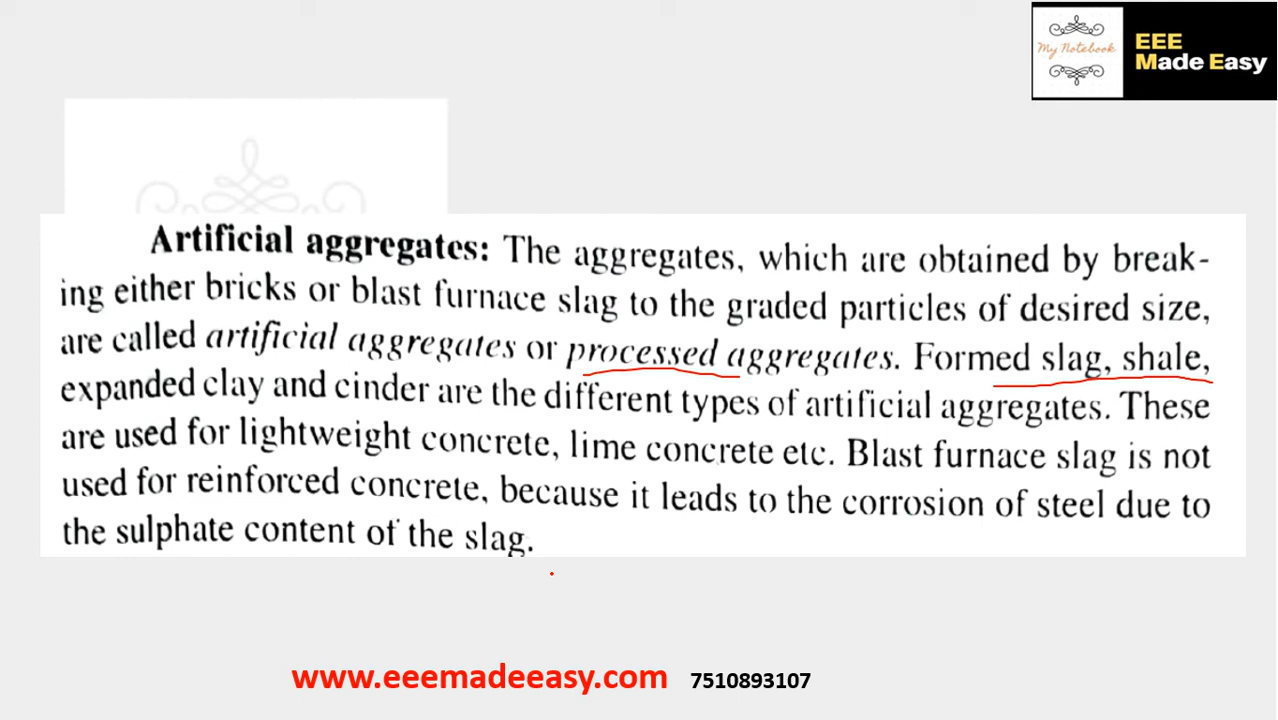 My Notebook
EEE
Made Easy
Artificial aggregates: The aggregates, which are obtained by break-
ing either bricks or blast furnace slag to the graded particles of desired size,
are called artificial aggregates or processed aggregates. Formed slag, shale,
expanded clay and cinder are the different types of artificial aggregates. These
are used for lightweight concrete, lime concrete etc. Blast furnace slag is not
used for reinforced concrete, because it leads to the corrosion of steel due to
the sulphate content of the slag.
www.eeemadeeasy.com 7510893107